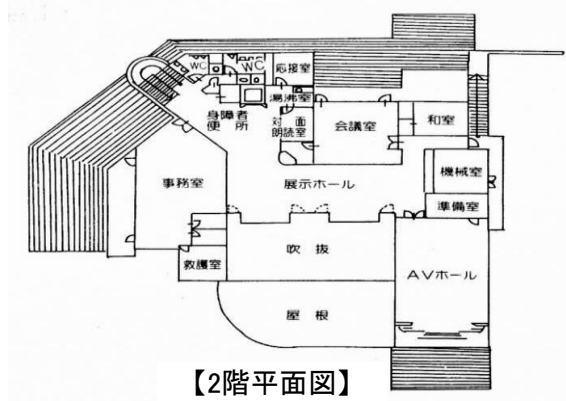 WC
WC
応接室
湯沸室
身障者
便所
対面
朗読室
会議室
和室
事務室
展示ホール
機械室
準備室
吹抜
救護室
AVホール
屋根
【2階平面図】